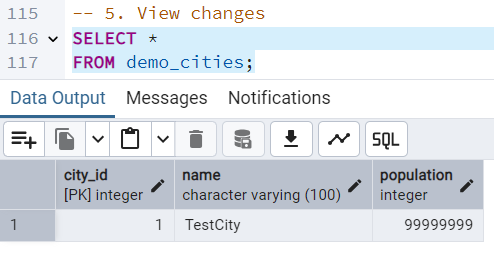 115 -- 5. View changes
116 SELECT *
117 FROM demo_cities;
Data Output Messages Notifications
SQL
city_id name population
[PK] integer character varying (100) integer
1 1 TestCity 99999999